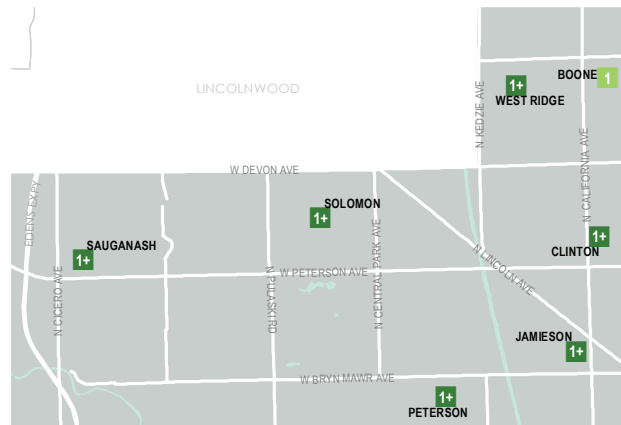 BOONE
1
1+
WEST RIDGE
LINCOLNWOOD
N KEDZIE AVE
N CALIFORNIA AVE
W DEVON AVE
EDENS EXPY
SOLOMON
1+
SAUGANASH
1+
N CENTRAL PARK AVE
N LINCOLN AVE
1+
CLINTON
W PETERSON AVE
N CICERO AVE
N PULASKI RD
JAMIESON
1+
W BRYN MAWR AVE
1+
PETERSON